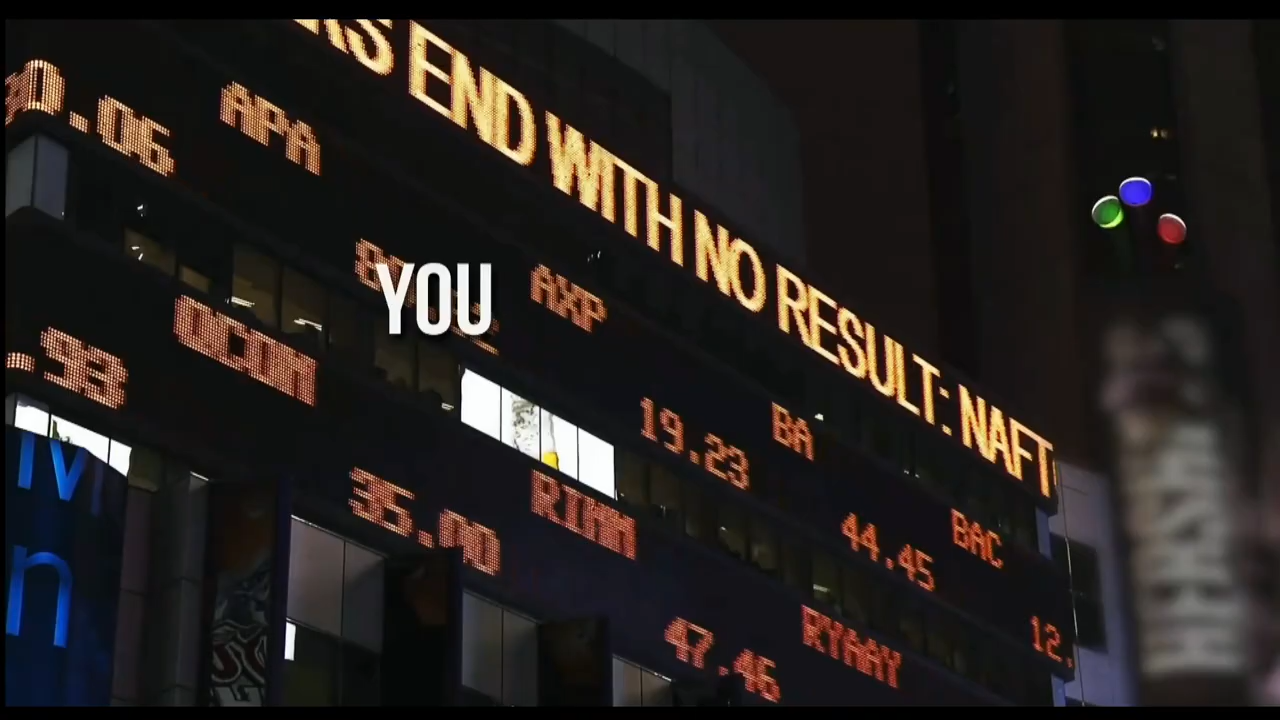 END WITH NO RESULT: NAFT
.06 APA
YOU
AXP
19.23 BA
44.45 BAC
12.
.93 QCOM
35.00 RIMM
47.46 RYAAY
n